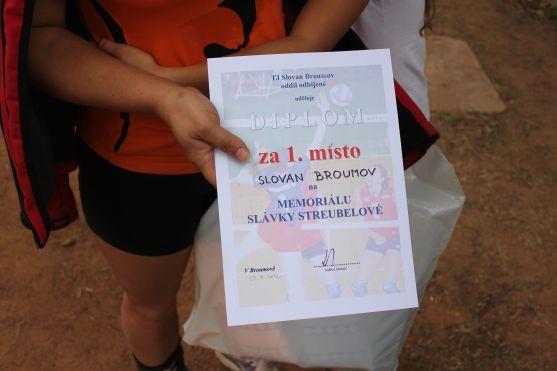 TJ Slovan Broumov
oddíl odbíjené
uděluje
DIPLOM
za 1. místo
SLOVAN BROUMOV
na
MEMORIÁLU
SLÁVKY STREUBELOVÉ
V Broumově